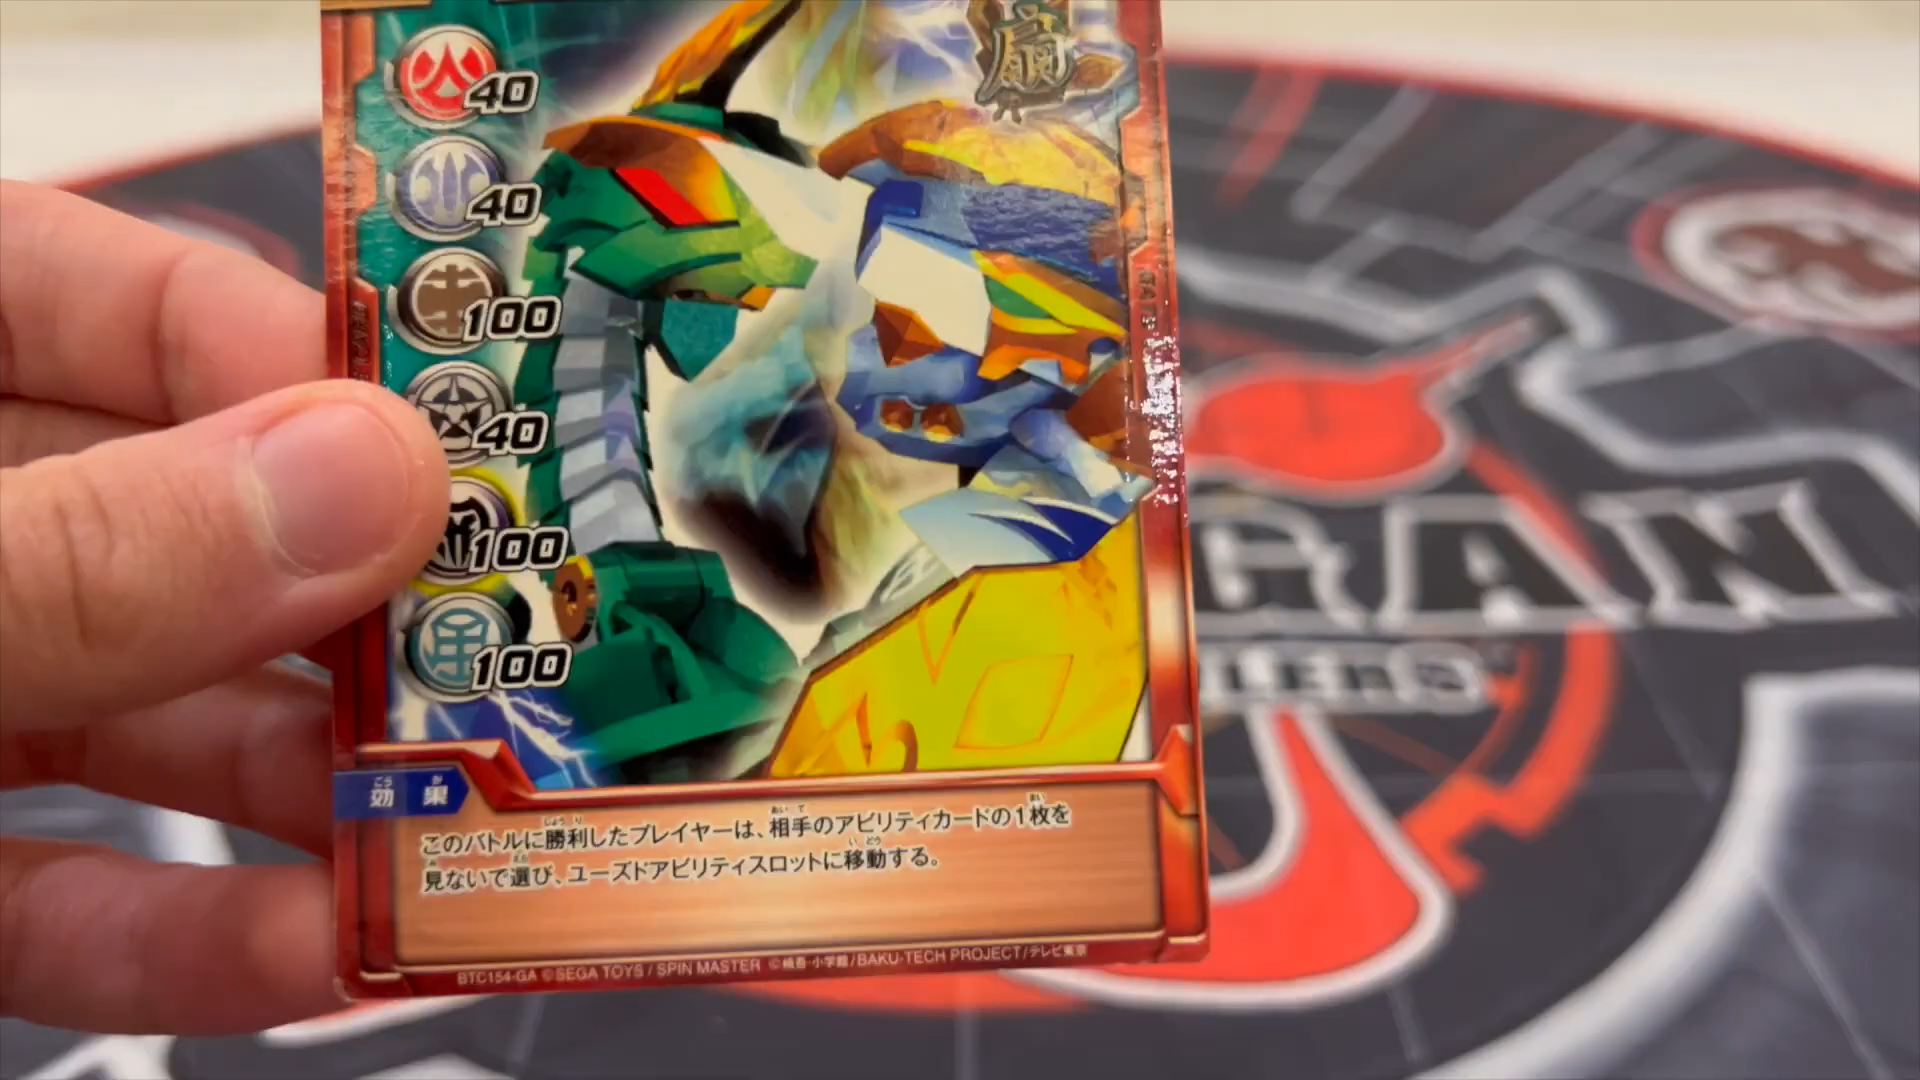 扇
40
40
100
40
100
100
効果
このバトルに勝利したプレイヤーは、相手のアビリティカードの1枚を
見ないで選び、ユーズドアビリティスロットに移動する。
BTC154-GA ©SEGA TOYS / SPIN MASTER ©橋吾・小学館/BAKU-TECH PROJECT/テレビ東京
GAN